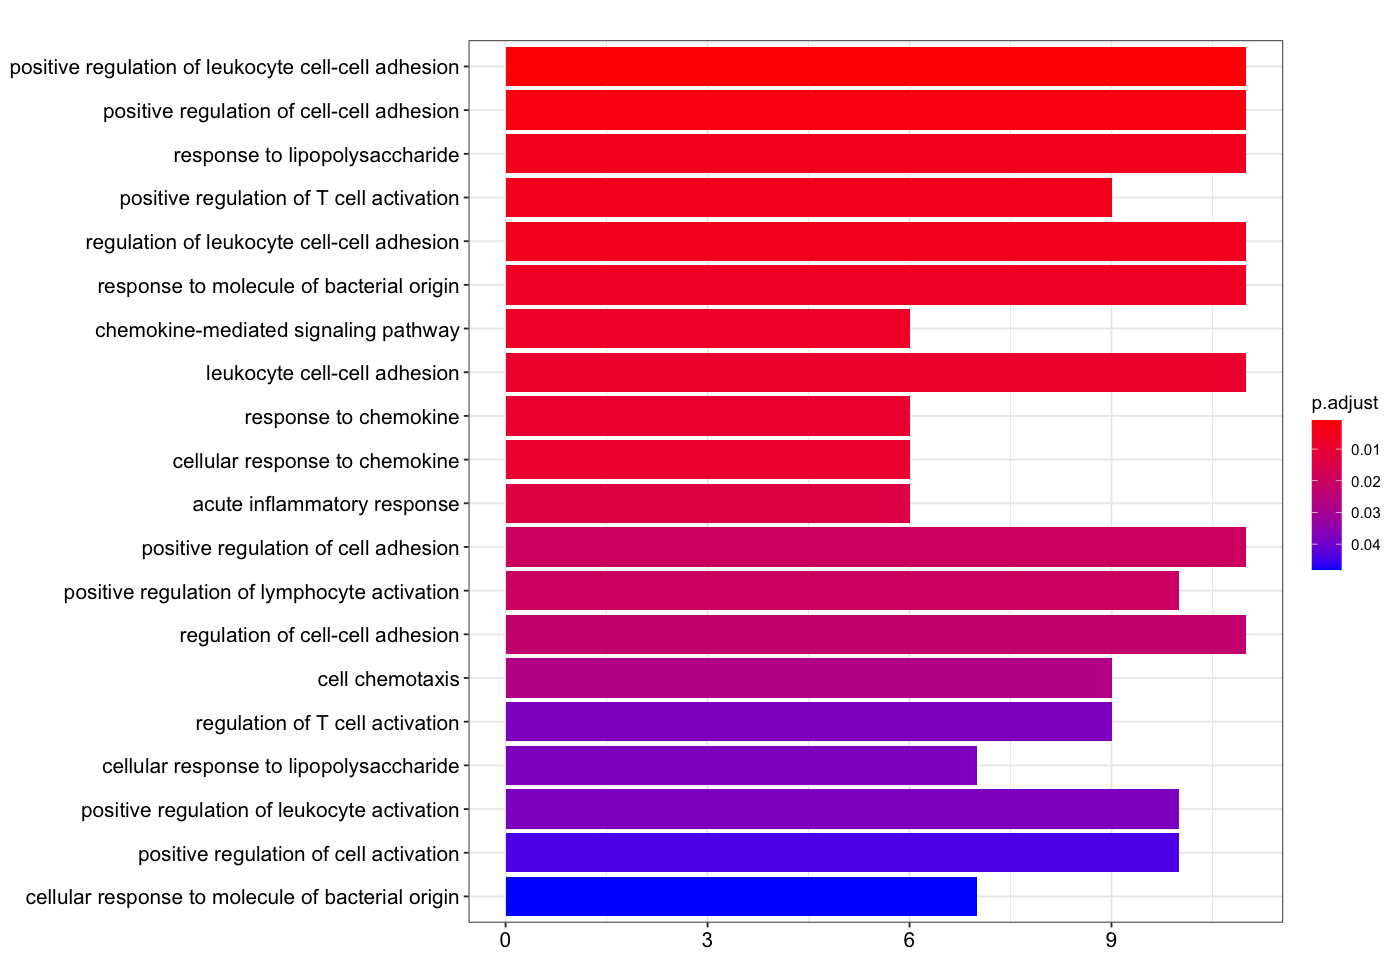 positive regulation of leukocyte cell-cell adhesion
positive regulation of cell-cell adhesion
response to lipopolysaccharide
positive regulation of T cell activation
regulation of leukocyte cell-cell adhesion
response to molecule of bacterial origin
chemokine-mediated signaling pathway
leukocyte cell-cell adhesion
response to chemokine
cellular response to chemokine
acute inflammatory response
positive regulation of cell adhesion
positive regulation of lymphocyte activation
regulation of cell-cell adhesion
cell chemotaxis
regulation of T cell activation
cellular response to lipopolysaccharide
positive regulation of leukocyte activation
positive regulation of cell activation
cellular response to molecule of bacterial origin
0 3 6 9
p.adjust
0.01
0.02
0.03
0.04